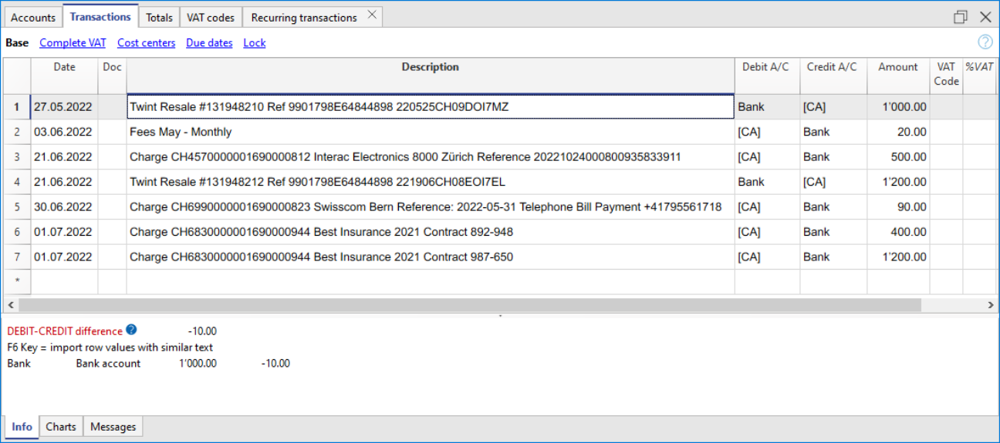 Accounts Transactions Totals VAT codes Recurring transactions
Base Complete VAT Cost centers Due dates Lock
Date Doc Description Debit A/C Credit A/C Amount VAT Code %VAT
1 27.05.2022 Twint Resale #131948210 Ref 9901798E64844898 220525CH09DOI7MZ Bank [CA] 1'000.00
2 03.06.2022 Fees May - Monthly [CA] Bank 20.00
3 21.06.2022 Charge CH4570000001690000812 Interac Electronics 8000 Zürich Reference 20221024000800935833911 [CA] Bank 500.00
4 21.06.2022 Twint Resale #131948212 Ref 9901798E64844898 221906CH08EOI7EL Bank [CA] 1'200.00
5 30.06.2022 Charge CH6990000001690000823 Swisscom Bern Reference: 2022-05-31 Telephone Bill Payment +41795561718 [CA] Bank 90.00
6 01.07.2022 Charge CH6830000001690000944 Best Insurance 2021 Contract 892-948 [CA] Bank 400.00
7 01.07.2022 Charge CH6830000001690000944 Best Insurance 2021 Contract 987-650 [CA] Bank 1'200.00
*
DEBIT-CREDIT difference ? -10.00
F6 Key = import row values with similar text
Bank Bank account 1'000.00 -10.00
Info Charts Messages